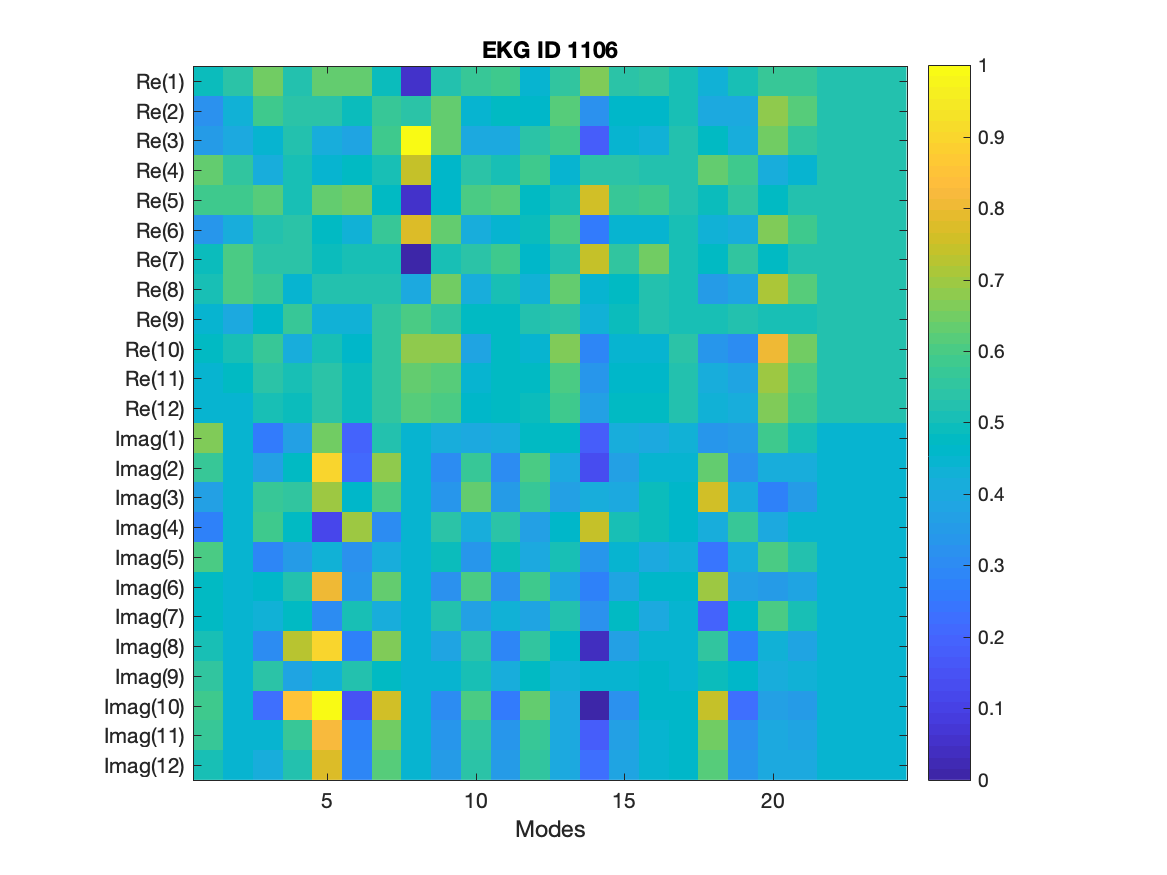 EKG ID 1106
Re(1)
Re(2)
Re(3)
Re(4)
Re(5)
Re(6)
Re(7)
Re(8)
Re(9)
Re(10)
Re(11)
Re(12)
Imag(1)
Imag(2)
Imag(3)
Imag(4)
Imag(5)
Imag(6)
Imag(7)
Imag(8)
Imag(9)
Imag(10)
Imag(11)
Imag(12)
5 10 15 20
Modes
1
0.9
0.8
0.7
0.6
0.5
0.4
0.3
0.2
0.1
0